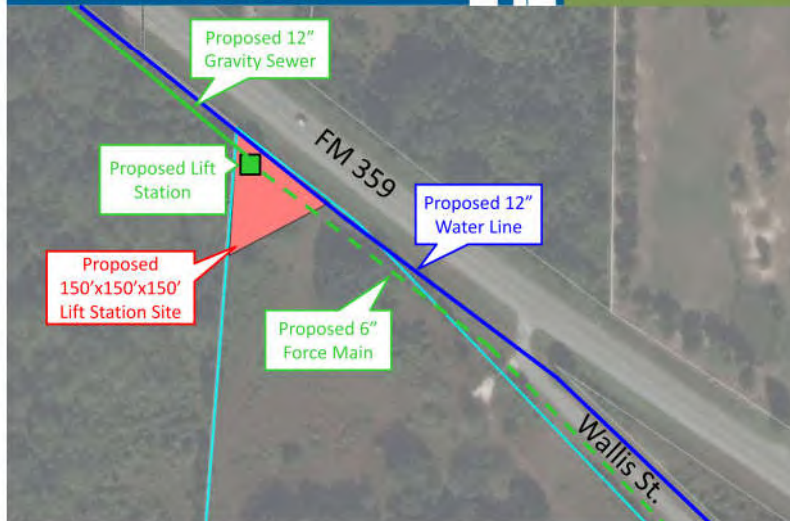 Proposed 12”
Gravity Sewer
FM 359
Proposed Lift
Station
Proposed 12”
Water Line
Proposed
150’x150’x150’
Lift Station Site
Proposed 6”
Force Main
Wallis St.